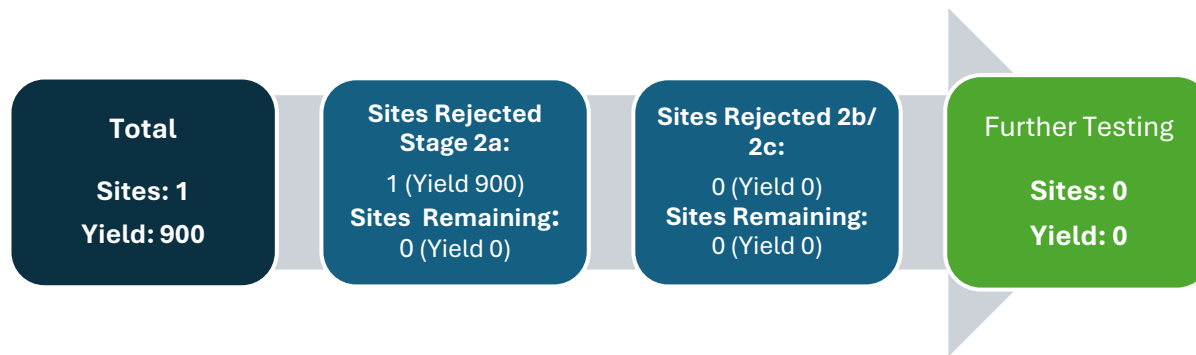 Total
Sites: 1
Yield: 900
Sites Rejected
Stage 2a:
1 (Yield 900)
Sites Remaining:
0 (Yield 0)
Sites Rejected 2b/
2c:
0 (Yield 0)
Sites Remaining:
0 (Yield 0)
Further Testing
Sites: 0
Yield: 0